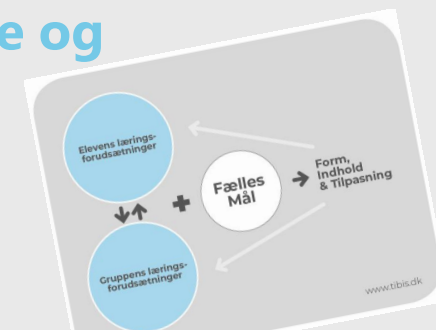 e og
Elevens lærings-
forudsætninger
Fælles
Mål
Form,
Indhold
& Tilpasning
Gruppens lærings-
forudsætninger
www.tibis.dk